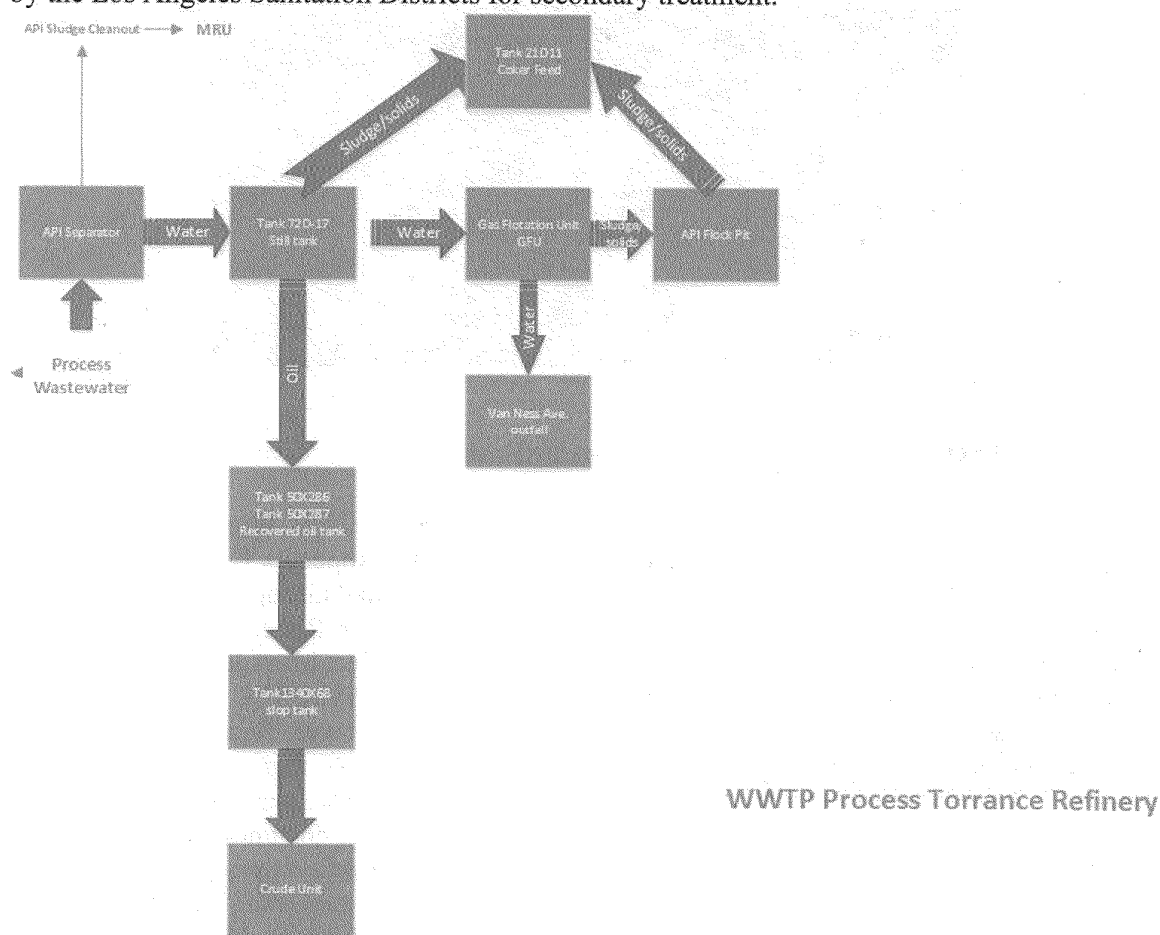 by the Los Angeles Sanitation Districts for secondary treatment.
API Sludge Cleanout MRU
Tank 21D11
Coker Feed
Sludge/solids
Sludge/solids
API Separator
Water
Tank 72D-17
Still tank
Water
Gas Flotation Unit
GFU
Sludge/
solids
API Flock Pit
Process
Wastewater
Oil
Water
Van Ness Ave.
outfall
Tank 50X286
Tank 50X287
Recovered oil tank
Tank1340X68
slop tank
WWTP Process Torrance Refinery
Crude Unit